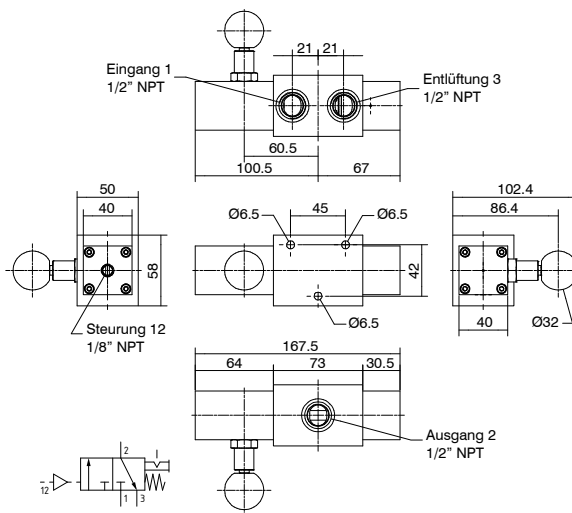 21 21
Eingang 1
1/2” NPT
Entlüftung 3
1/2” NPT
60.5
100.5 67
50
40
58
Steurung 12
1/8” NPT
Ø6.5 45 Ø6.5
42
Ø6.5
102.4
86.4
40
Ø32
167.5
64 73 30.5
Ausgang 2
1/2” NPT
2
12
1 3